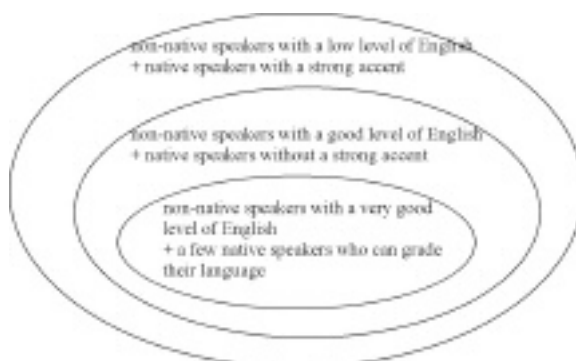 non-native speakers with a low level of English
+ native speakers with a strong accent
non-native speakers with a good level of English
+ native speakers without a strong accent
non-native speakers with a very good
level of English
+ a few native speakers who can grade
their language